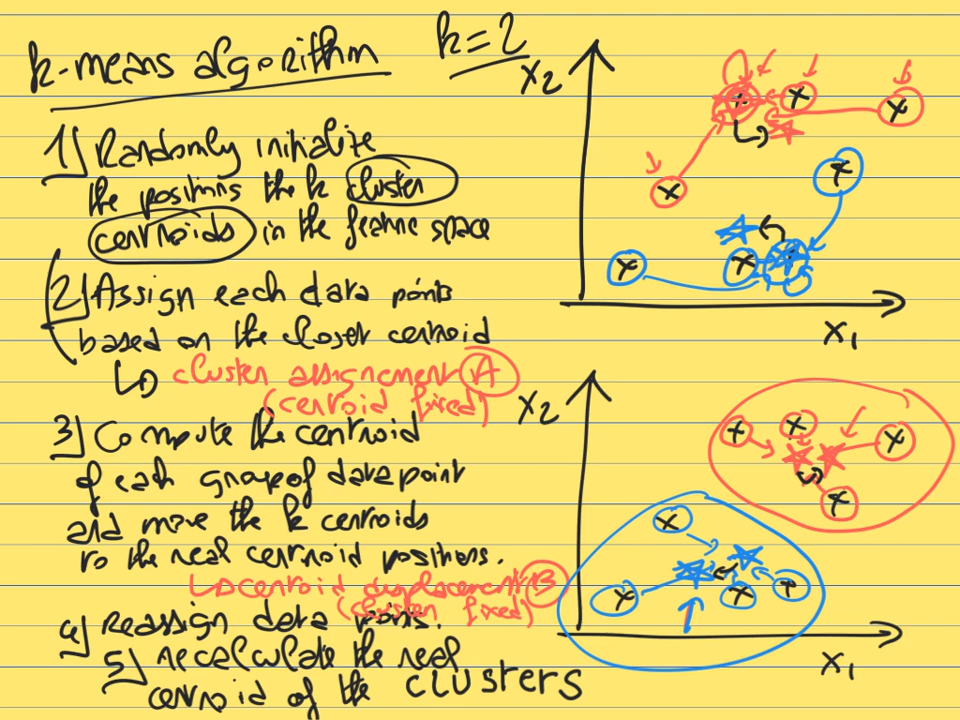 k-means algorithm k=2
1) Randomly initialize
the positions the k cluster
centroids in the feature space
2) Assign each data points
based on the closer centroid
↳ cluster assignement A
(centroid fixed)
3) Compute the centroid
of each group of data point
and move the k centroids
to the real centroid positions.
↳ centroid displacement B
(cluster fixed)
4) Reassign data points.
5) recalculate the real
centroid of the clusters
X2
X1
X2
X1